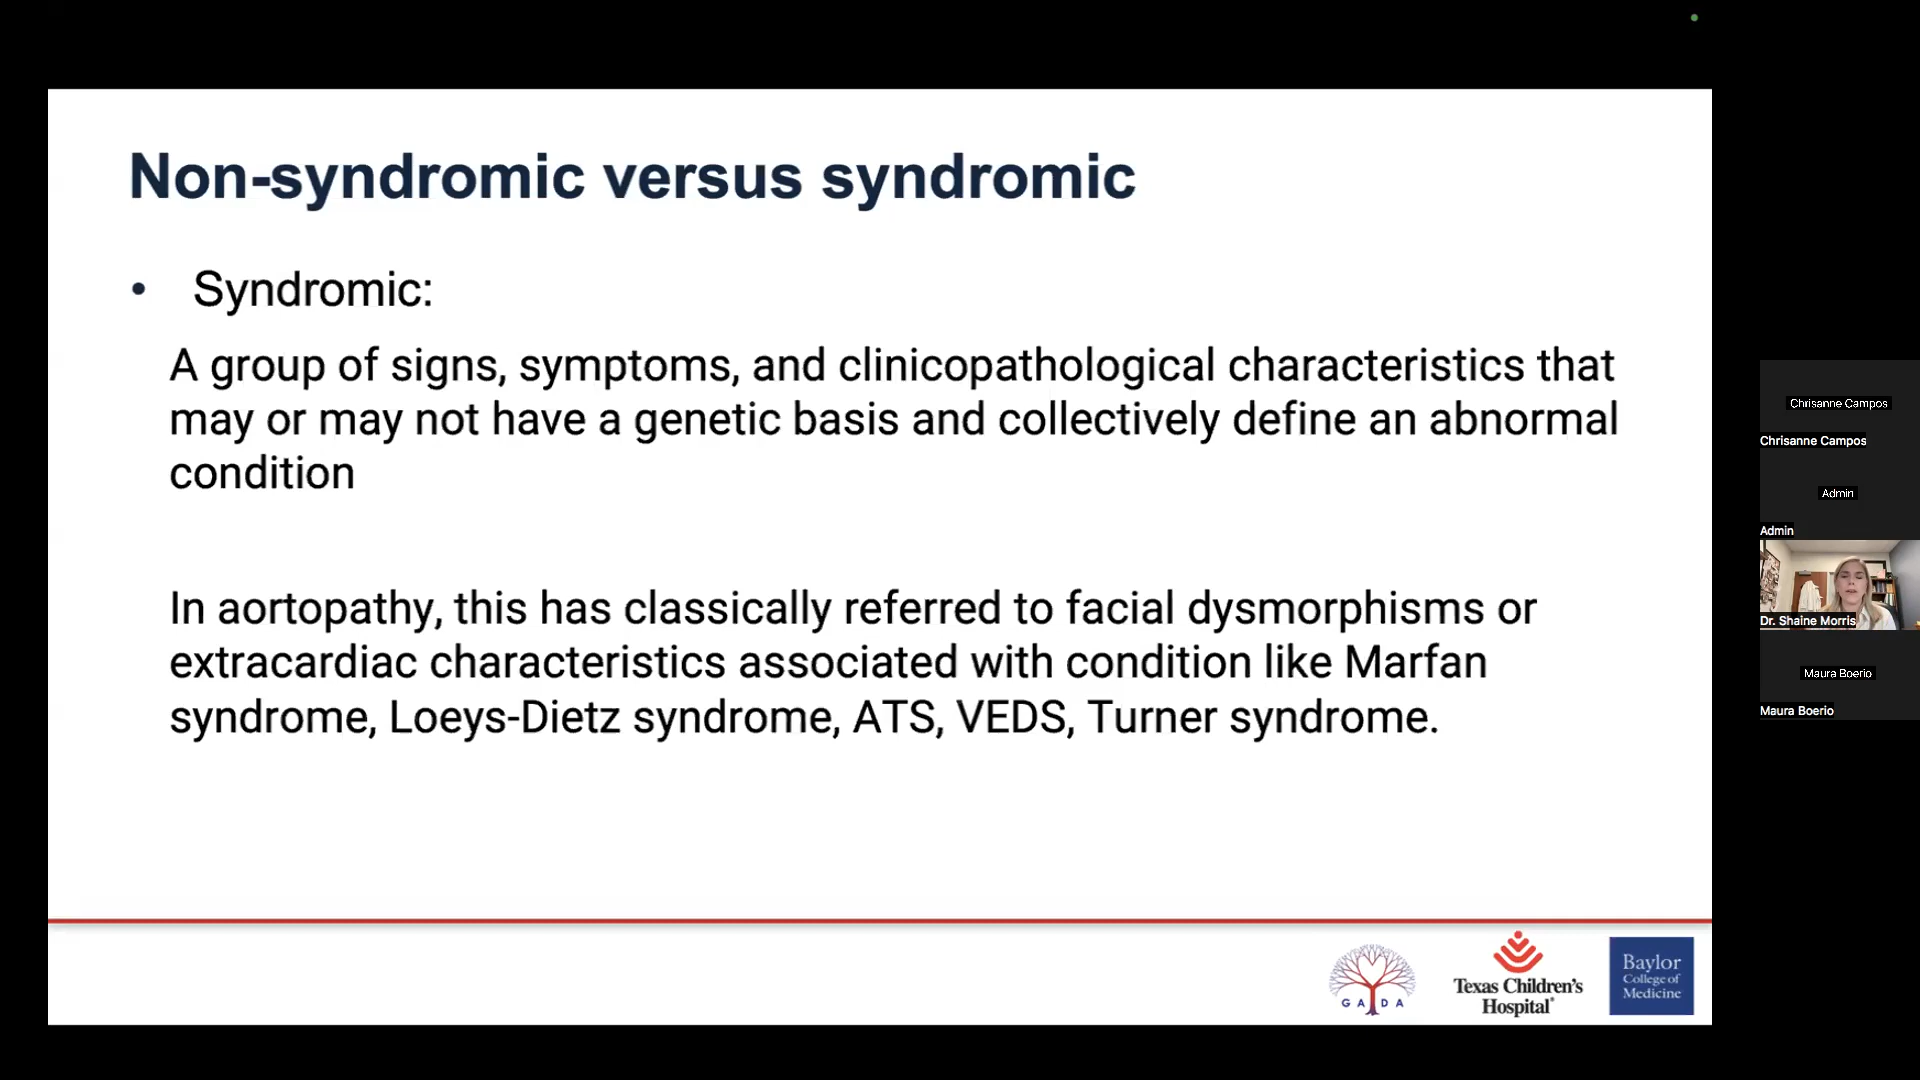 Non-syndromic versus syndromic
• Syndromic:
A group of signs, symptoms, and clinicopathological characteristics that
may or may not have a genetic basis and collectively define an abnormal
condition
In aortopathy, this has classically referred to facial dysmorphisms or
extracardiac characteristics associated with condition like Marfan
syndrome, Loeys-Dietz syndrome, ATS, VEDS, Turner syndrome.
GADA
Texas Children's
Hospital
Baylor
College of
Medicine
Chrisanne Campos
Chrisanne Campos
Admin
Admin
Dr. Shaine Morris
Maura Boerio
Maura Boerio